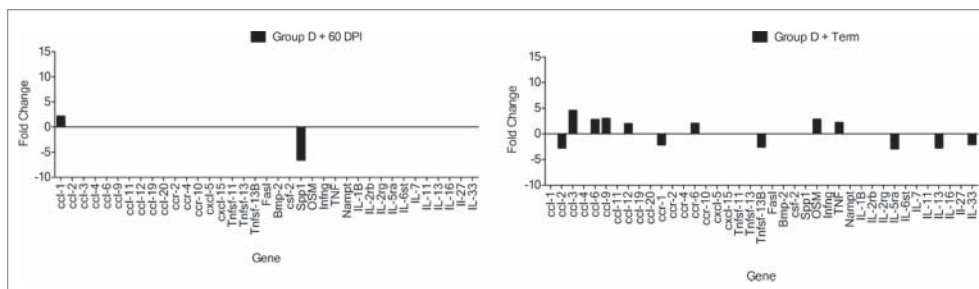 Group D + 60 DPI
15
10
5
0
-5
-10
Fold Change
ccl-1
ccl-2
ccl-3
ccl-4
ccl-6
ccl-9
ccl-11
ccl-12
ccl-19
ccl-20
ccr-2
ccr-4
ccr-10
cxcl-5
cxcl-15
Tnfsf-11
Tnfsf-13
Tnfsf-13B
Fasl
Bmp-2
csf-2
Spp1
OSM
Infng
TNF
Nampt
IL-1B
IL-2rb
IL-2rg
IL-5ra
IL-6st
IL-7
IL-11
IL-13
IL-16
Il-27
IL-33
Gene
Group D + Term
15
10
5
0
-5
-10
Fold Change
ccl-1
ccl-2
ccl-3
ccl-4
ccl-6
ccl-9
ccl-11
ccl-12
ccl-19
ccl-20
ccr-1
ccr-2
ccr-4
ccr-6
ccr-10
cxcl-5
cxcl-15
Tnfsf-11
Tnfsf-13
Tnfsf-13B
Fasl
Bmp-2
csf-2
Spp1
OSM
Infng
TNF
Nampt
IL-1B
IL-2rb
IL-2rg
IL-5ra
IL-6st
IL-7
IL-11
IL-13
IL-16
Il-27
IL-33
Gene